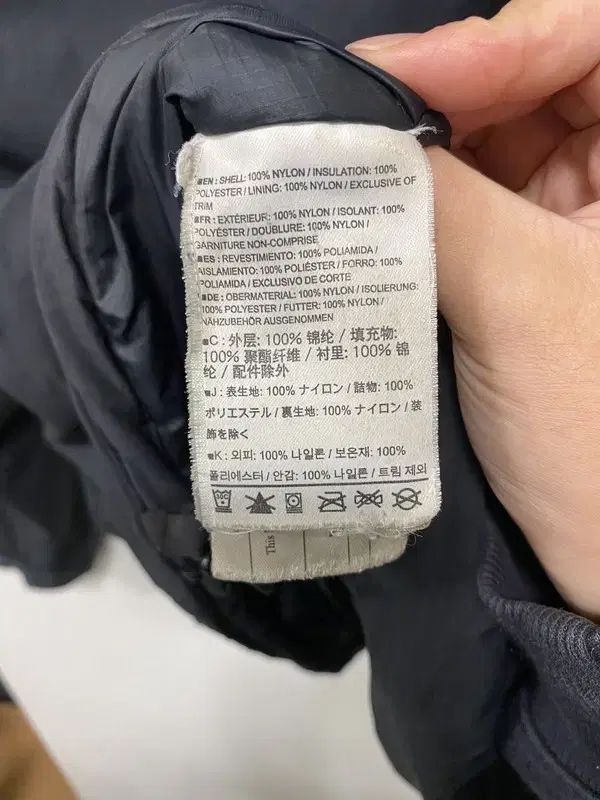 ■EN : SHELL: 100% NYLON / INSULATION: 100%
POLYESTER / LINING: 100% NYLON / EXCLUSIVE OF
TRIM
■FR : EXTÉRIEUR: 100% NYLON / ISOLANT: 100%
POLYÉSTER / DOUBLURE: 100% NYLON /
GARNITURE NON-COMPRISE
■ES : REVESTIMIENTO: 100% POLIAMIDA /
AISLAMIENTO: 100% POLIÉSTER / FORRO: 100%
POLIAMIDA / EXCLUSIVO DE CORTE
■DE : OBERMATERIAL: 100% NYLON / ISOLIERUNG:
100% POLYESTER / FUTTER: 100% NYLON /
NÄHZUBEHÖR AUSGENOMMEN
■C : 外层: 100% 锦纶 / 填充物:
100% 聚酯纤维 / 衬里: 100% 锦
纶 / 配件除外
■J : 表生地: 100% ナイロン / 詰物: 100%
ポリエステル / 裏生地: 100% ナイロン / 装
飾を除く
■K : 외피: 100% 나일론 / 보온재: 100%
폴리에스터 / 안감: 100% 나일론 / 트림 제외
This